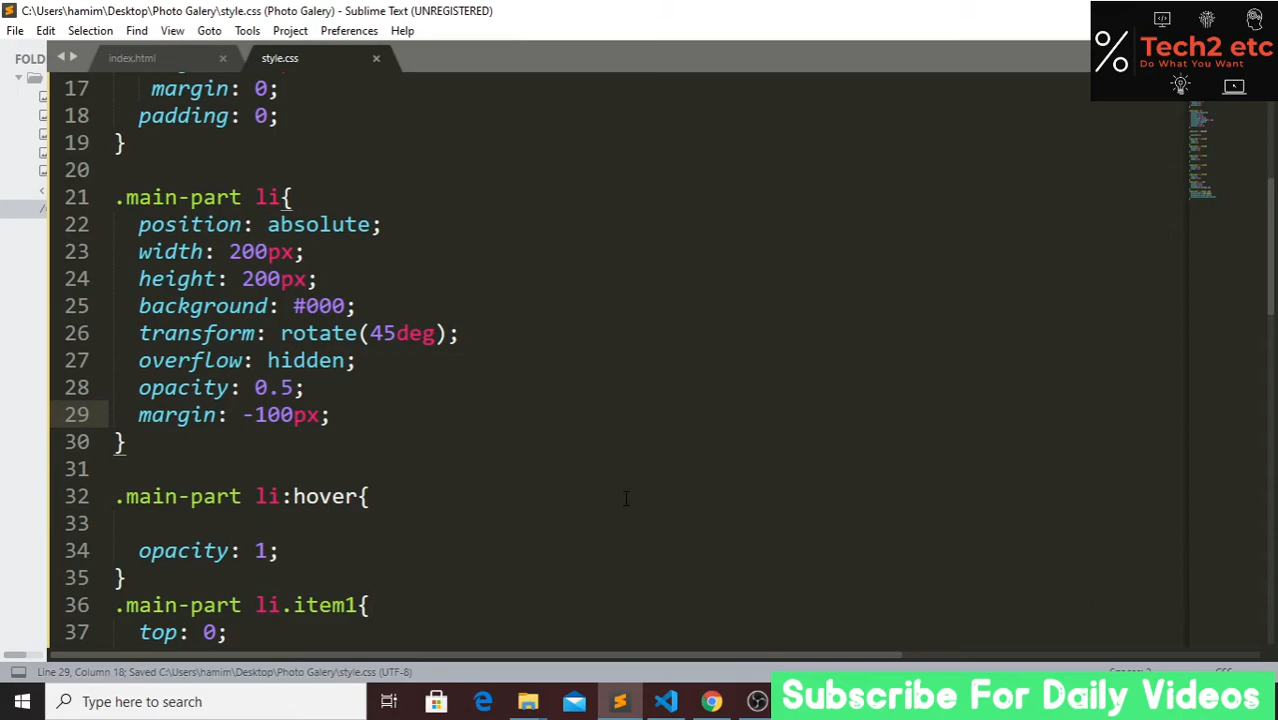 C:\Users\hamim\Desktop\Photo Galery\style.css (Photo Galery) - Sublime Text (UNREGISTERED)
File Edit Selection Find View Goto Tools Project Preferences Help
Tech2 etc
Do What You Want
FOLD
index.html
style.css
17 margin: 0;
18 padding: 0;
19 }
20
21 .main-part li{
22 position: absolute;
23 width: 200px;
24 height: 200px;
25 background: #000;
26 transform: rotate(45deg);
27 overflow: hidden;
28 opacity: 0.5;
29 margin: -100px;
30 }
31
32 .main-part li:hover{
33
34 opacity: 1;
35 }
36 .main-part li.item1{
37 top: 0;
Line 29, Column 18; Saved C:\Users\hamim\Desktop\Photo Galery\style.css (UTF-8)
Type here to search
Subscribe For Daily Videos